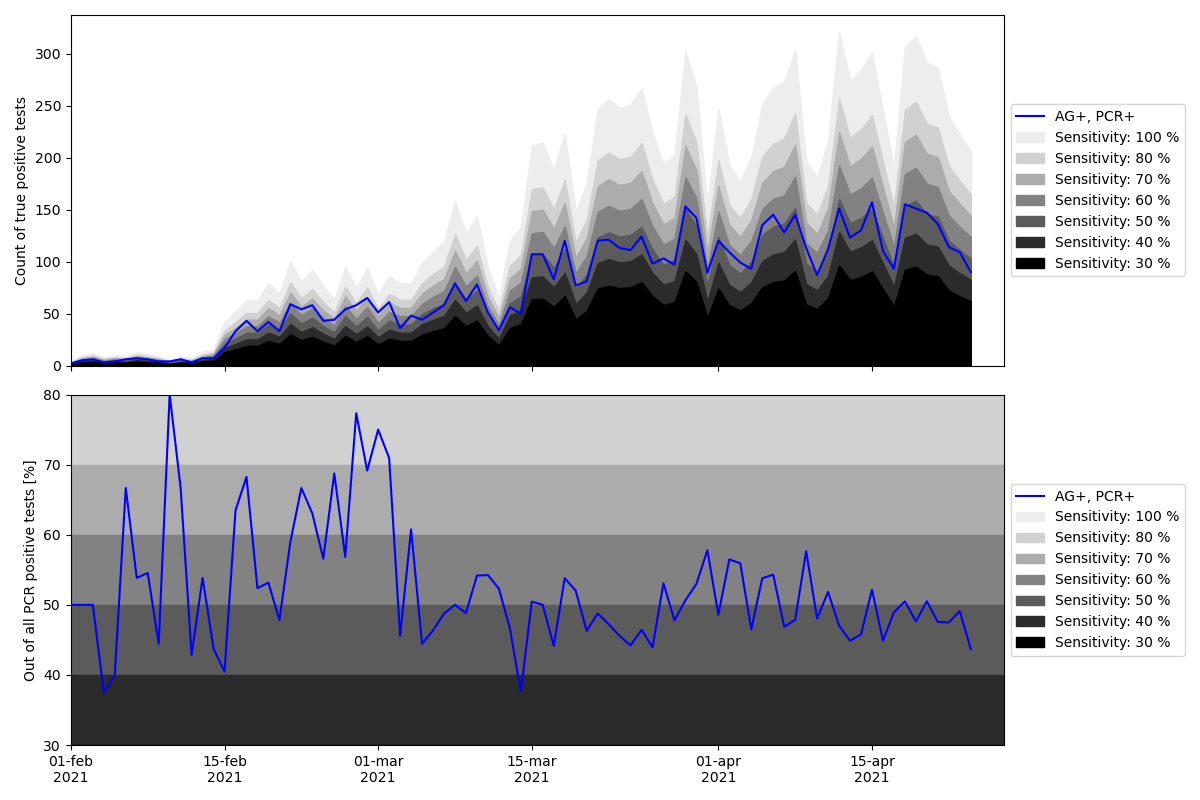 Count of true positive tests
300
250
200
150
100
50
0
AG+, PCR+
Sensitivity: 100 %
Sensitivity: 80 %
Sensitivity: 70 %
Sensitivity: 60 %
Sensitivity: 50 %
Sensitivity: 40 %
Sensitivity: 30 %
Out of all PCR positive tests [%]
80
70
60
50
40
30
01-feb
2021
15-feb
2021
01-mar
2021
15-mar
2021
01-apr
2021
15-apr
2021
AG+, PCR+
Sensitivity: 100 %
Sensitivity: 80 %
Sensitivity: 70 %
Sensitivity: 60 %
Sensitivity: 50 %
Sensitivity: 40 %
Sensitivity: 30 %